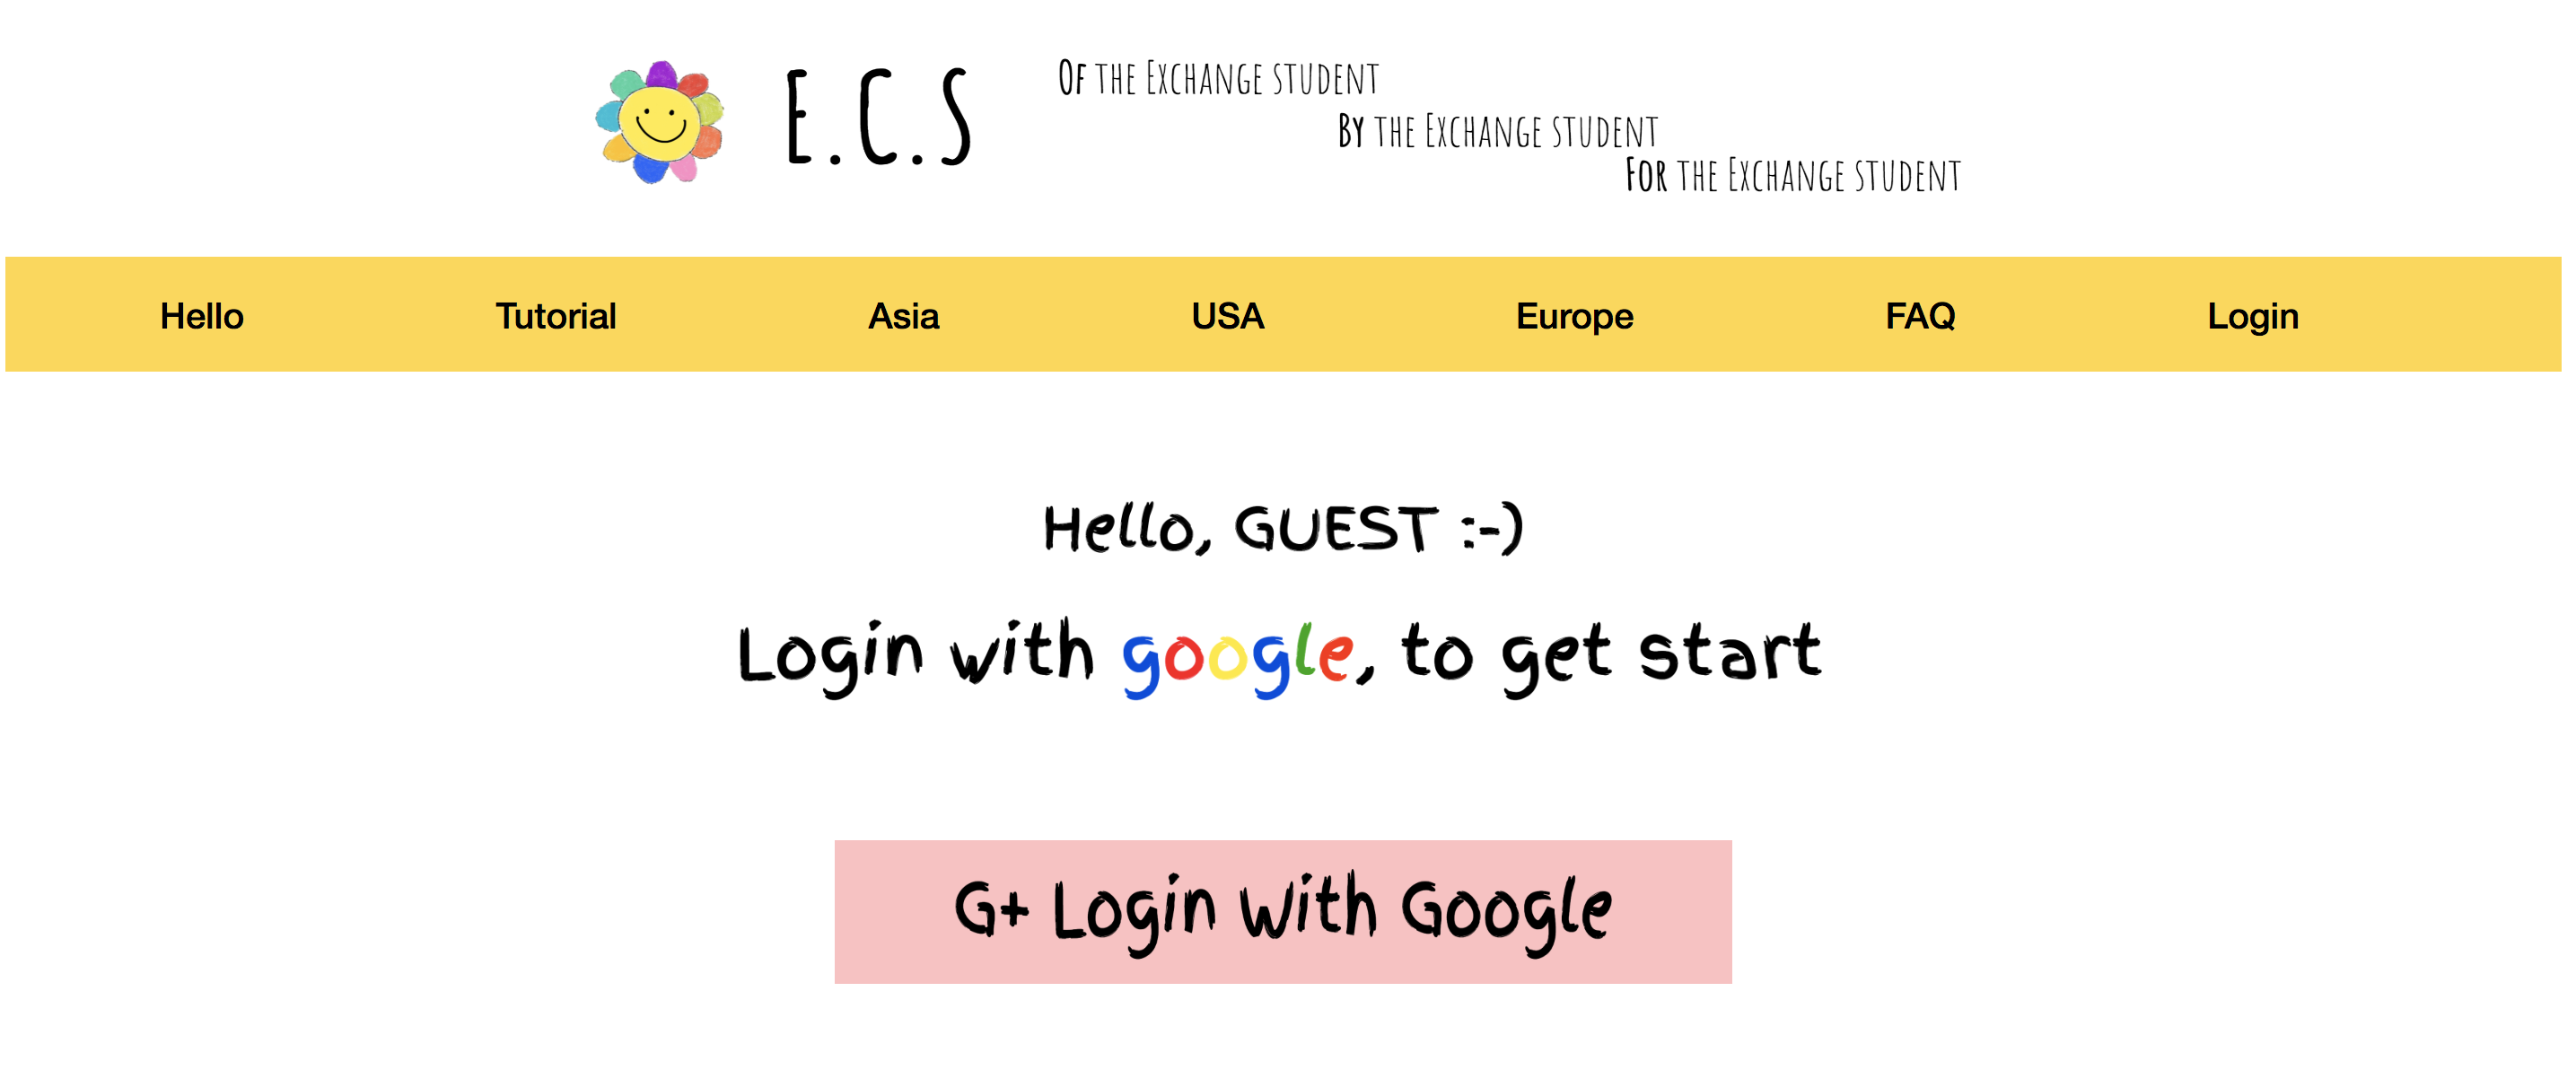 E.C.S
Of the Exchange student
By the Exchange student
For the Exchange student
Hello Tutorial Asia USA Europe FAQ Login
Hello, GUEST :-)
Login with google, to get start
G+ Login With Google